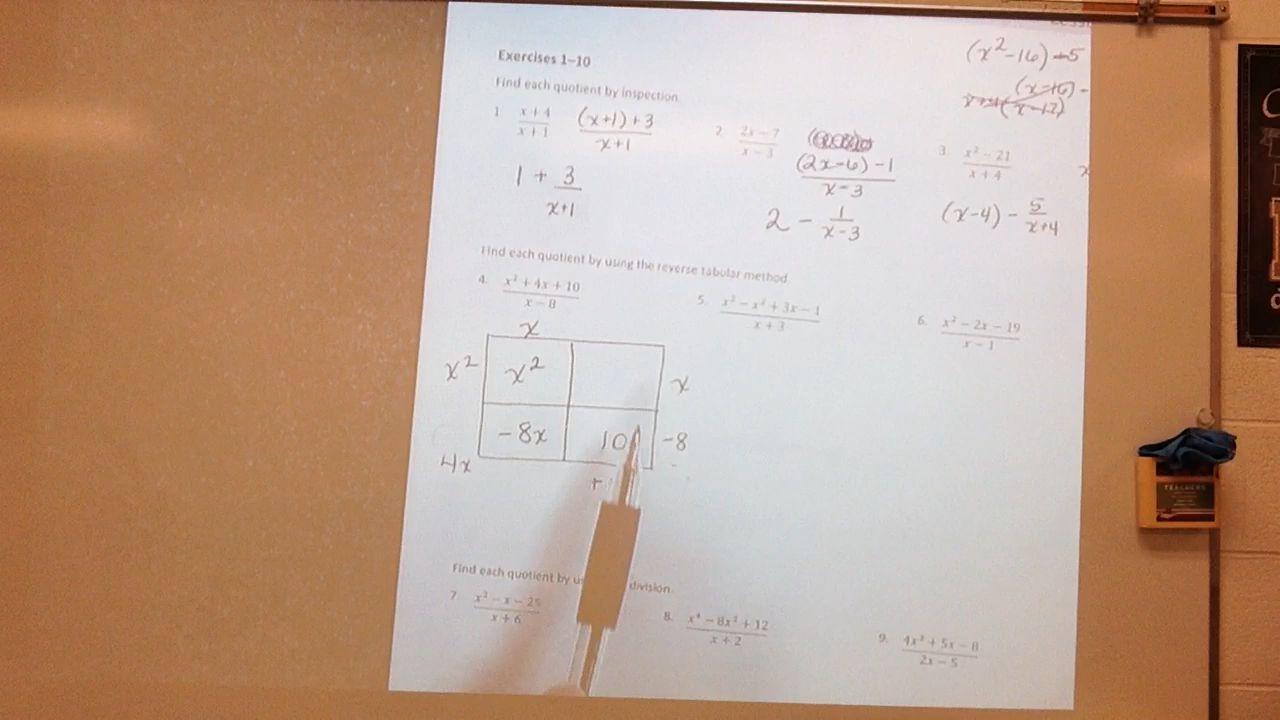 (x²-16)-5
Exercises 1–10
(x-16) -
(x-12)
Find each quotient by inspection.
1. x + 4 / x + 1
(x+1)+3 / x+1
2. 2x − 7 / x − 3
(2x-6)-1 / x-3
3. x² − 21 / x + 4
x
1 + 3 / x+1
2 - 1 / x-3
(x-4) - 5 / x+4
Find each quotient by using the reverse tabular method.
4. x² + 4x + 10 / x − 8
5. x³ − x² + 3x − 1 / x + 3
6. x² − 2x − 19 / x − 1
x
x² x² x
-8x 10 -8
4x
+
Find each quotient by division.
7. x² − x − 25 / x + 6
8. x⁴ − 8x² + 12 / x + 2
9. 4x³ + 5x − 8 / 2x − 5